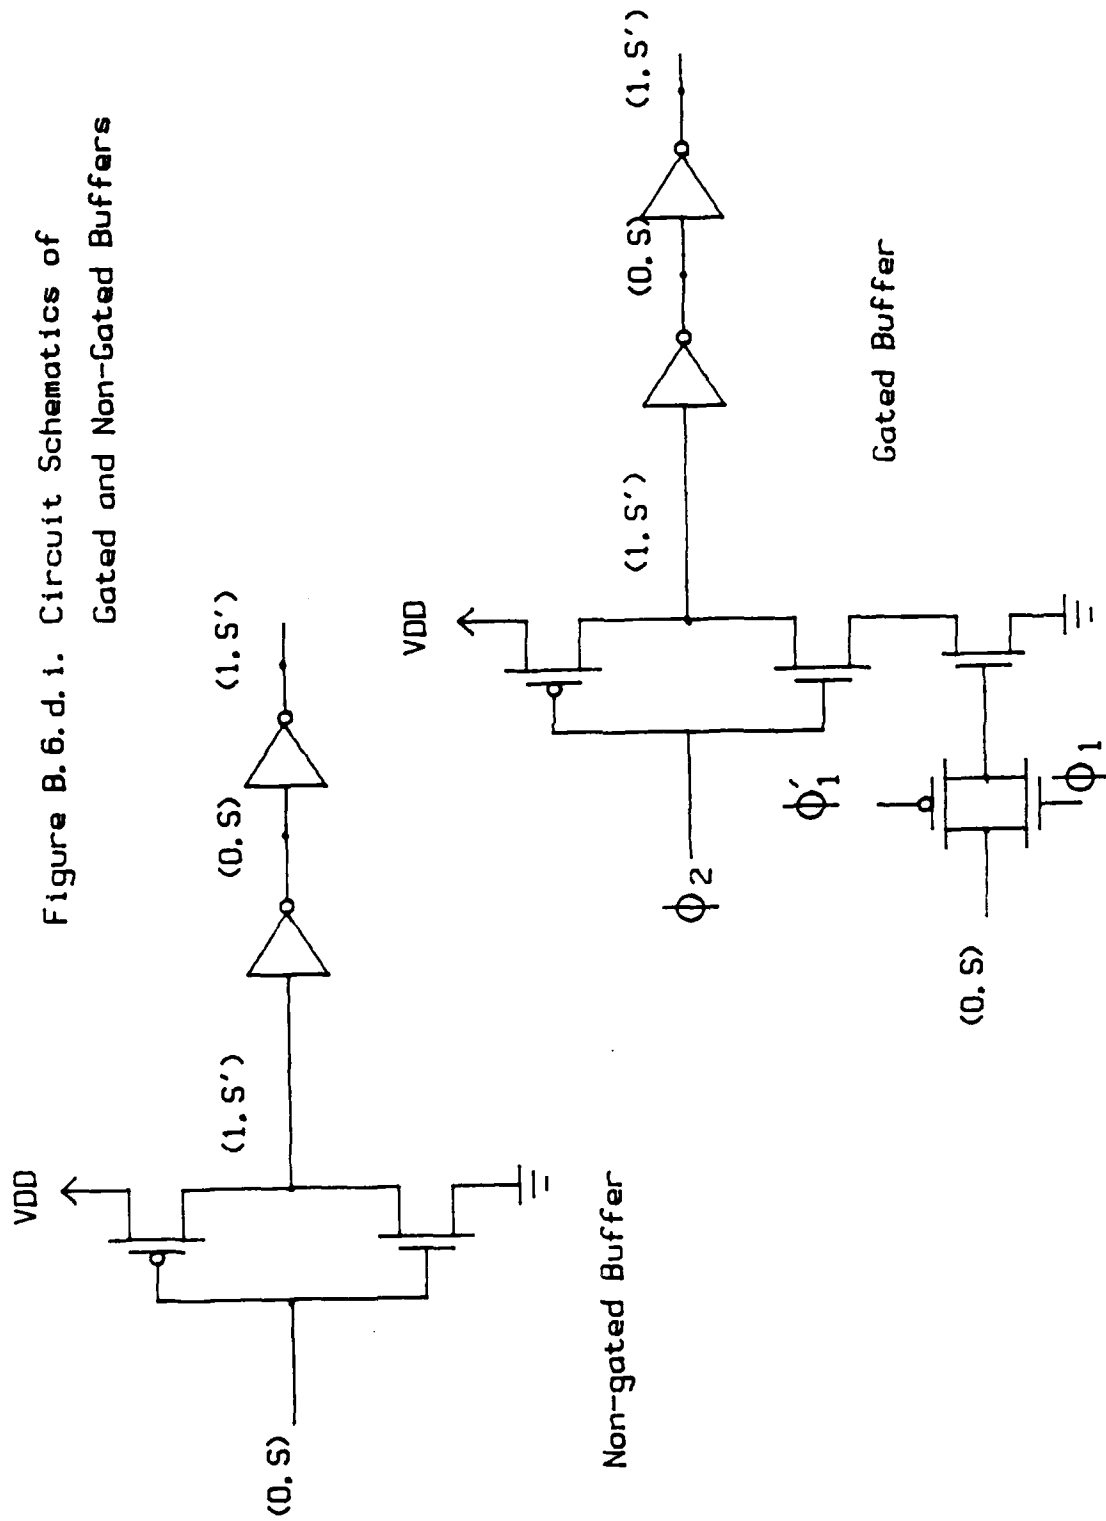 Figure B.6.d.i. Circuit Schematics of
Gated and Non-Gated Buffers
VDD
(0.S)
(1.S')
(0.S)
(1.S')
Non-gated Buffer
VDD
ϕ2
(1.S')
(0.S)
(1.S')
ϕ'1
(0.S)
ϕ1
Gated Buffer